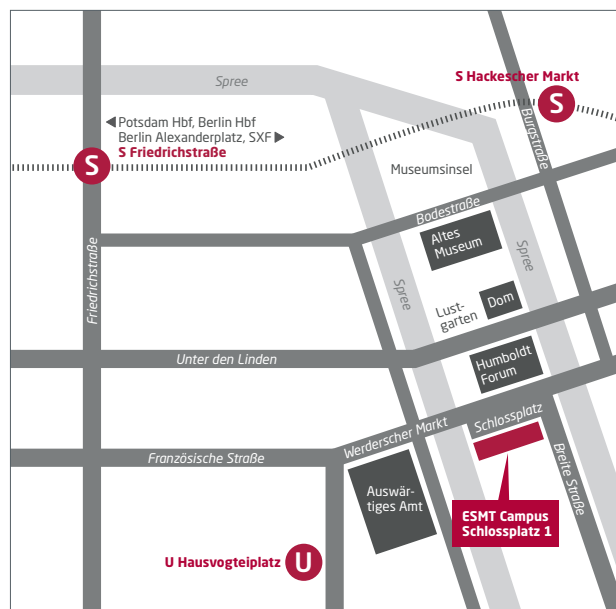 Spree
S Hackescher Markt
S
Burgstraße
◀Potsdam Hbf, Berlin Hbf
Berlin Alexanderplatz, SXF▶
S Friedrichstraße
S
Museumsinsel
Bodestraße
Altes
Museum
Friedrichstraße
Spree
Spree
Lust-
garten
Dom
Unter den Linden
Humboldt
Forum
Schlossplatz
Werderscher Markt
Französische Straße
Breite Straße
Auswär-
tiges Amt
ESMT Campus
Schlossplatz 1
U Hausvogteiplatz
U